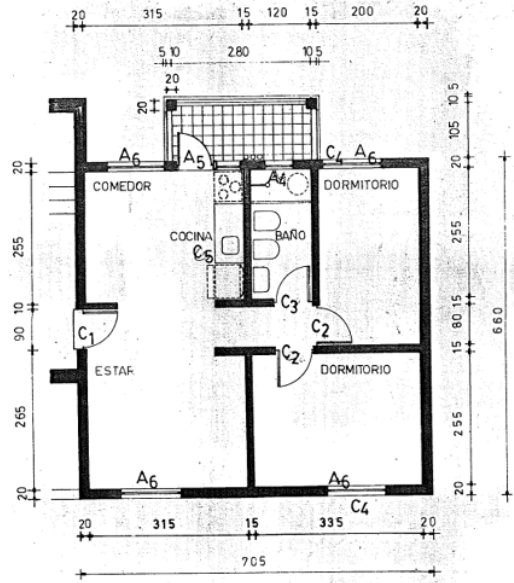 20 315 15 120 15 200 20
5 10 280 10 5
20
20
10 5
105
20
A6 A5 C4 A6
A4
COMEDOR DORMITORIO
COCINA BAÑO
C5
20
255
10
90
265
20
255
15
80
15
255
20
660
C3
C1 C2
C2
ESTAR DORMITORIO
A6 A6
C4
20 315 15 335 20
705